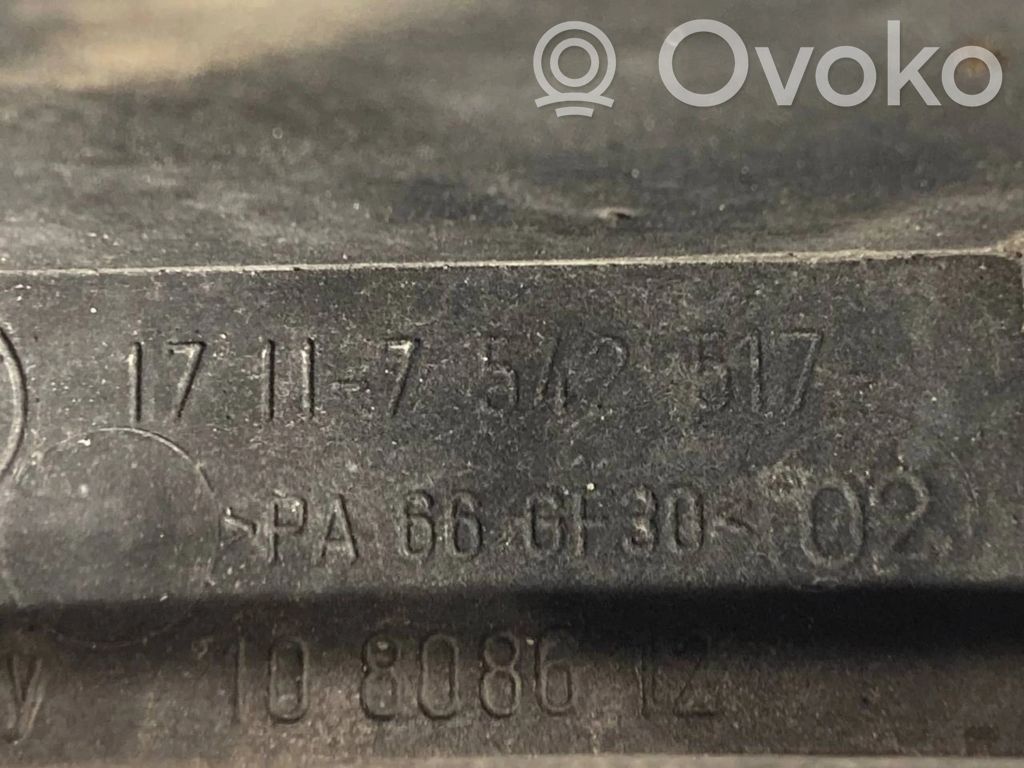 Ovoko
17 11-7 542 517
>PA 66 GF30< 02
y 10 8086 12